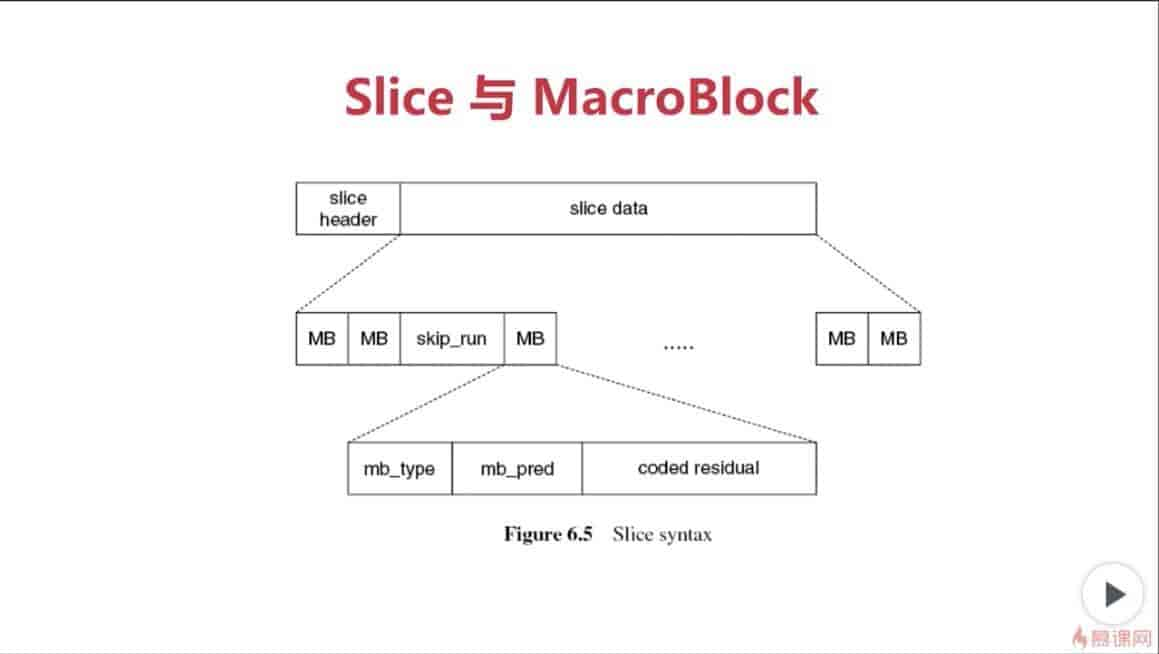 Slice 与 MacroBlock
slice
header
slice data
MB MB skip_run MB ..... MB MB
mb_type mb_pred coded residual
Figure 6.5 Slice syntax
慕课网